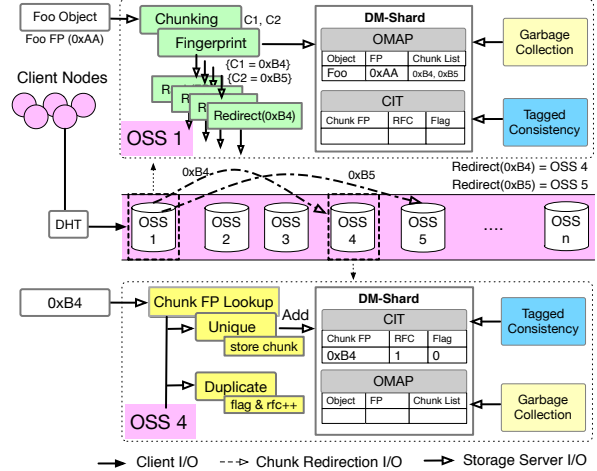 Foo Object
Foo FP (0xAA)
Chunking
C1, C2
Fingerprint
{C1 = 0xB4}
{C2 = 0xB5}
Redirect(0xB4)
OSS 1
DM-Shard
OMAP
Object FP Chunk List
Foo 0xAA 0xB4, 0xB5
CIT
Chunk FP RFC Flag
Garbage
Collection
Tagged
Consistency
Client Nodes
Redirect(0xB4) = OSS 4
Redirect(0xB5) = OSS 5
0xB4
0xB5
DHT
OSS
1
OSS
2
OSS
3
OSS
4
OSS
5
....
OSS
n
0xB4
Chunk FP Lookup
Unique
store chunk
Add
Duplicate
flag & rfc++
OSS 4
DM-Shard
CIT
Chunk FP RFC Flag
0xB4 1 0
OMAP
Object FP Chunk List
Tagged
Consistency
Garbage
Collection
Client I/O
Chunk Redirection I/O
Storage Server I/O